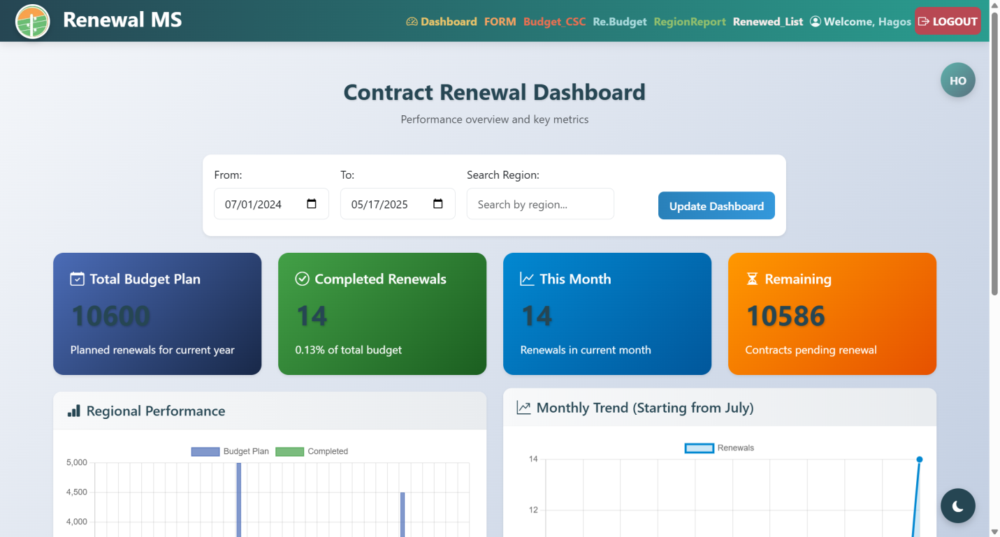 Renewal MS
Dashboard FORM Budget_CSC Re.Budget RegionReport Renewed_List Welcome, Hagos LOGOUT
HO
Contract Renewal Dashboard
Performance overview and key metrics
From: To: Search Region:
07/01/2024 05/17/2025 Search by region... Update Dashboard
Total Budget Plan
10600
Planned renewals for current year
Completed Renewals
14
0.13% of total budget
This Month
14
Renewals in current month
Remaining
10586
Contracts pending renewal
Regional Performance
Budget Plan Completed
5,000
4,500
4,000
Monthly Trend (Starting from July)
Renewals
14
12